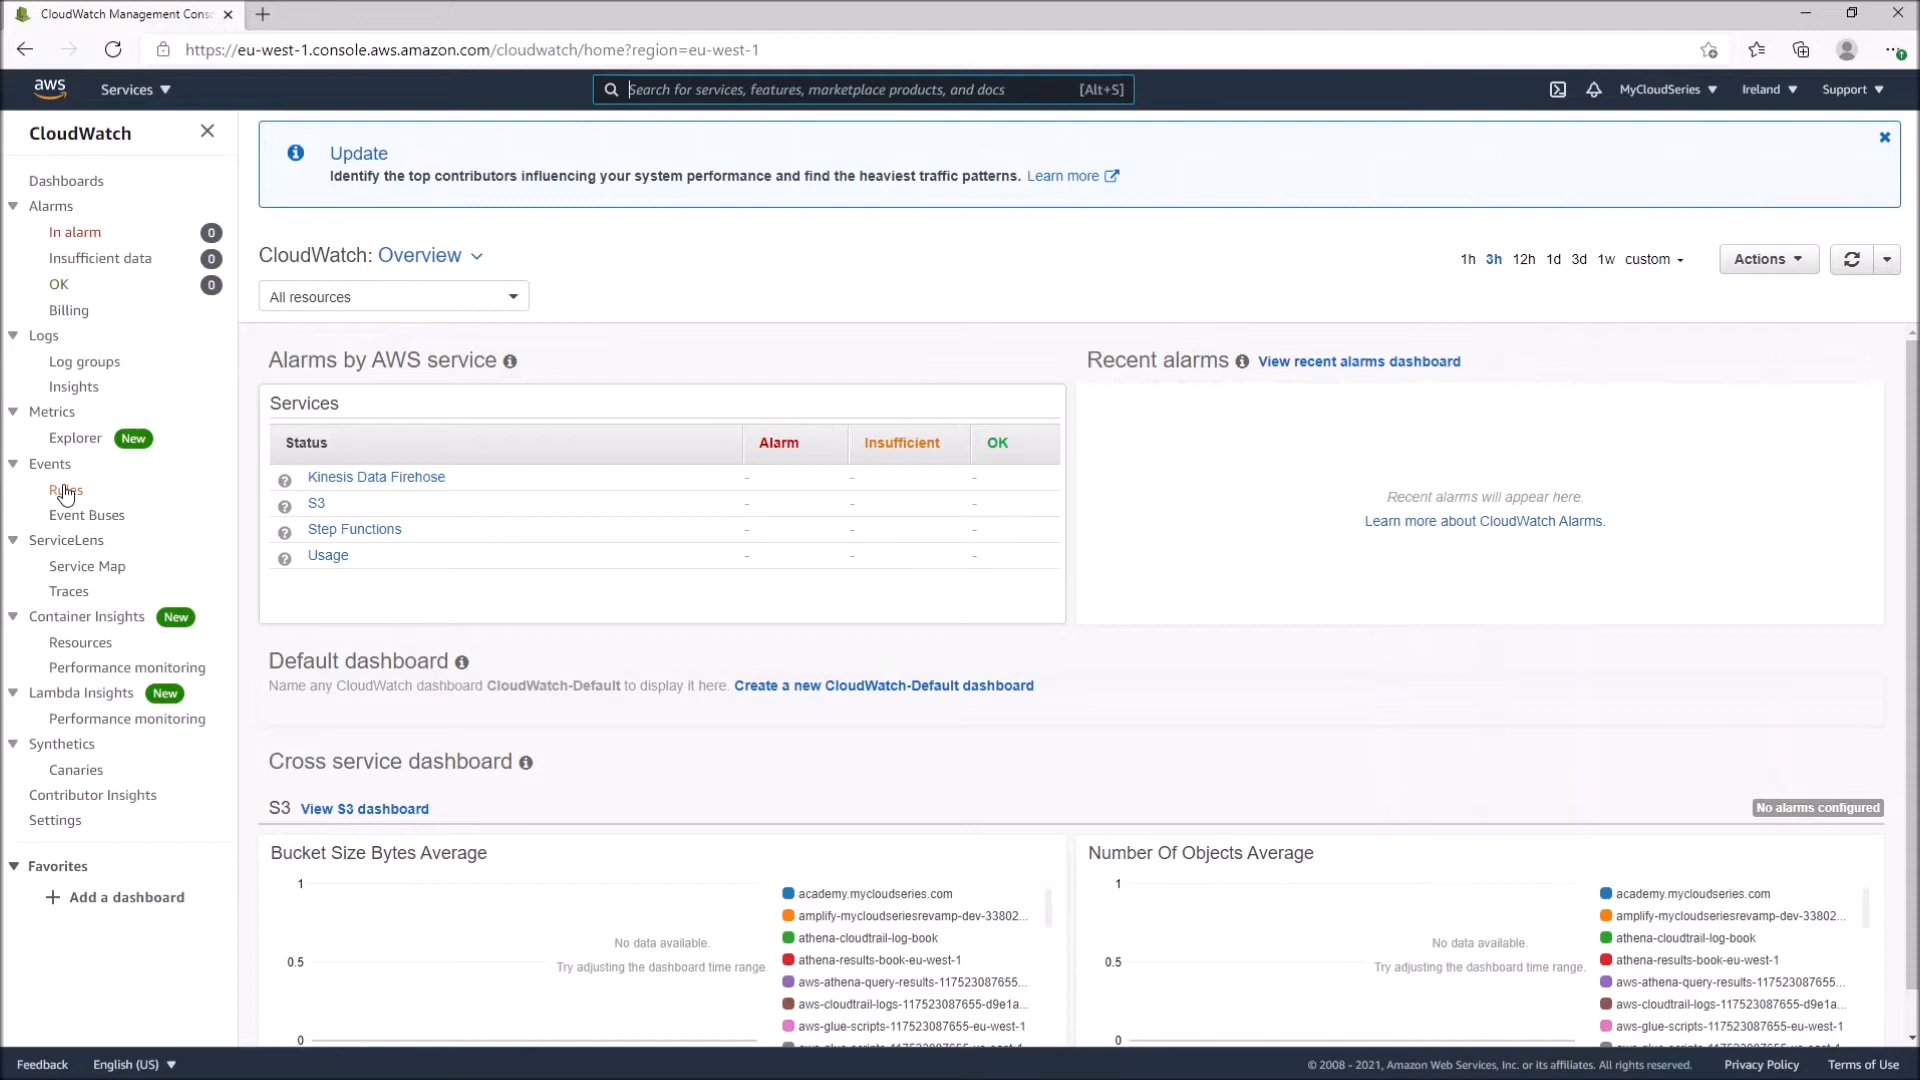 CloudWatch Management Consc
https://eu-west-1.console.aws.amazon.com/cloudwatch/home?region=eu-west-1
aws Services Search for services, features, marketplace products, and docs [Alt+S] MyCloudSeries Ireland Support
CloudWatch
Dashboards
Alarms
In alarm 0
Insufficient data 0
OK 0
Billing
Logs
Log groups
Insights
Metrics
Explorer New
Events
Rules
Event Buses
ServiceLens
Service Map
Traces
Container Insights New
Resources
Performance monitoring
Lambda Insights New
Performance monitoring
Synthetics
Canaries
Contributor Insights
Settings
Favorites
Add a dashboard
Update
Identify the top contributors influencing your system performance and find the heaviest traffic patterns. Learn more
CloudWatch: Overview
1h 3h 12h 1d 3d 1w custom Actions
All resources
Alarms by AWS service
Services
Status Alarm Insufficient OK
Kinesis Data Firehose - - -
S3 - - -
Step Functions - - -
Usage - - -
Recent alarms View recent alarms dashboard
Recent alarms will appear here.
Learn more about CloudWatch Alarms.
Default dashboard
Name any CloudWatch dashboard CloudWatch-Default to display it here. Create a new CloudWatch-Default dashboard
Cross service dashboard
S3 View S3 dashboard
No alarms configured
Bucket Size Bytes Average
1
0.5
0
No data available.
Try adjusting the dashboard time range.
academy.mycloudseries.com
amplify-mycloudseriesrevamp-dev-33802...
athena-cloudtrail-log-book
athena-results-book-eu-west-1
aws-athena-query-results-117523087655...
aws-cloudtrail-logs-117523087655-d9e1a...
aws-glue-scripts-117523087655-eu-west-1
Number Of Objects Average
1
0.5
0
No data available.
Try adjusting the dashboard time range.
academy.mycloudseries.com
amplify-mycloudseriesrevamp-dev-33802...
athena-cloudtrail-log-book
athena-results-book-eu-west-1
aws-athena-query-results-117523087655...
aws-cloudtrail-logs-117523087655-d9e1a...
aws-glue-scripts-117523087655-eu-west-1
Feedback English (US) © 2008 - 2021, Amazon Web Services, Inc. or its affiliates. All rights reserved. Privacy Policy Terms of Use